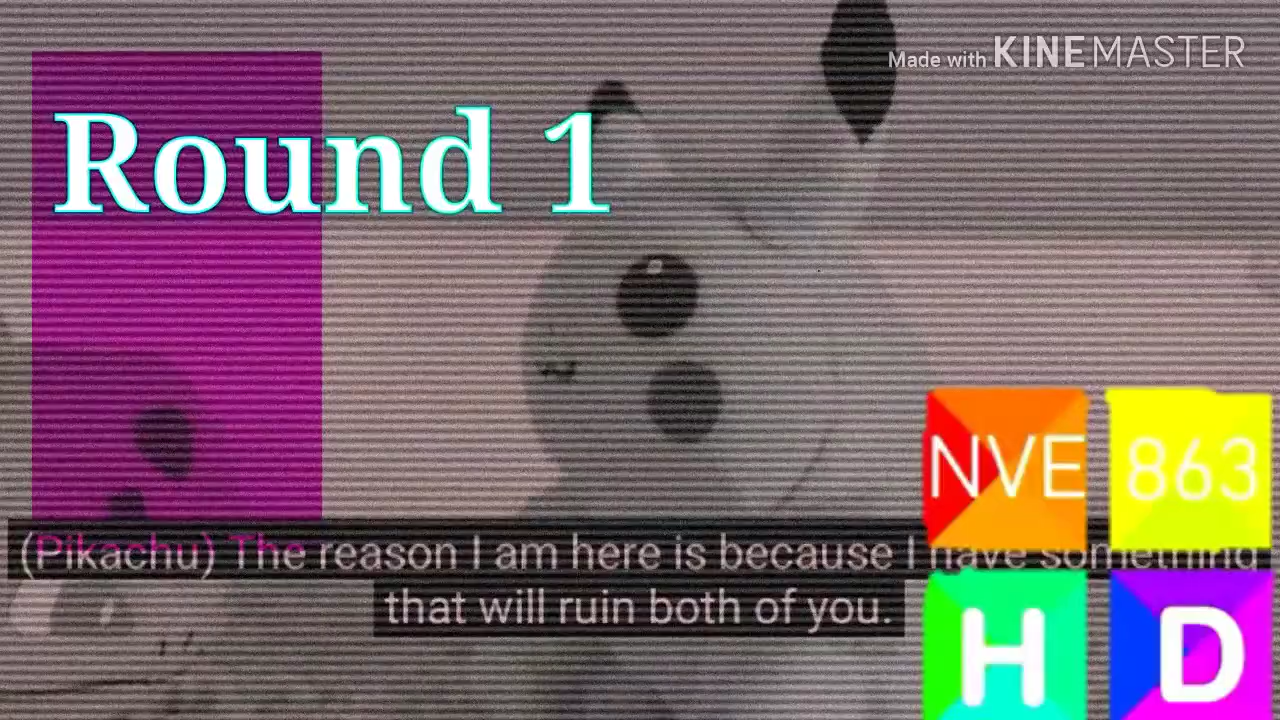 Made with KINEMASTER
Round 1
NVE 863
(Pikachu) The reason I am here is because I have something
that will ruin both of you.
H D